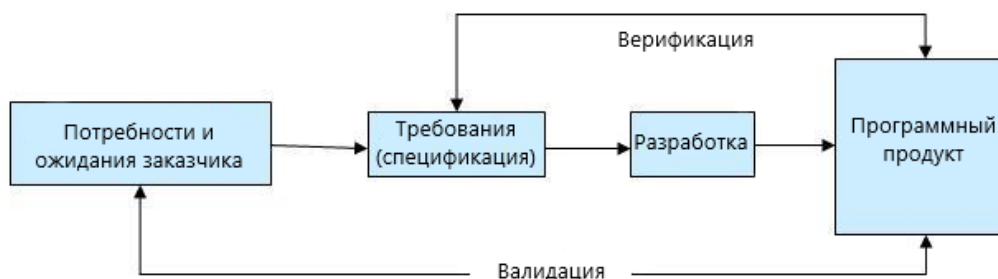 Верификация
Потребности и
ожидания заказчика
Требования
(спецификация)
Разработка
Программный
продукт
Валидация